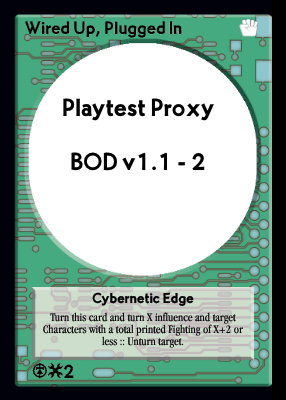 Wired Up, Plugged In
Playtest Proxy
BOD v1.1 - 2
Cybernetic Edge
Turn this card and turn X influence and target
Characters with a total printed Fighting of X+2 or
less :: Unturn target.
2